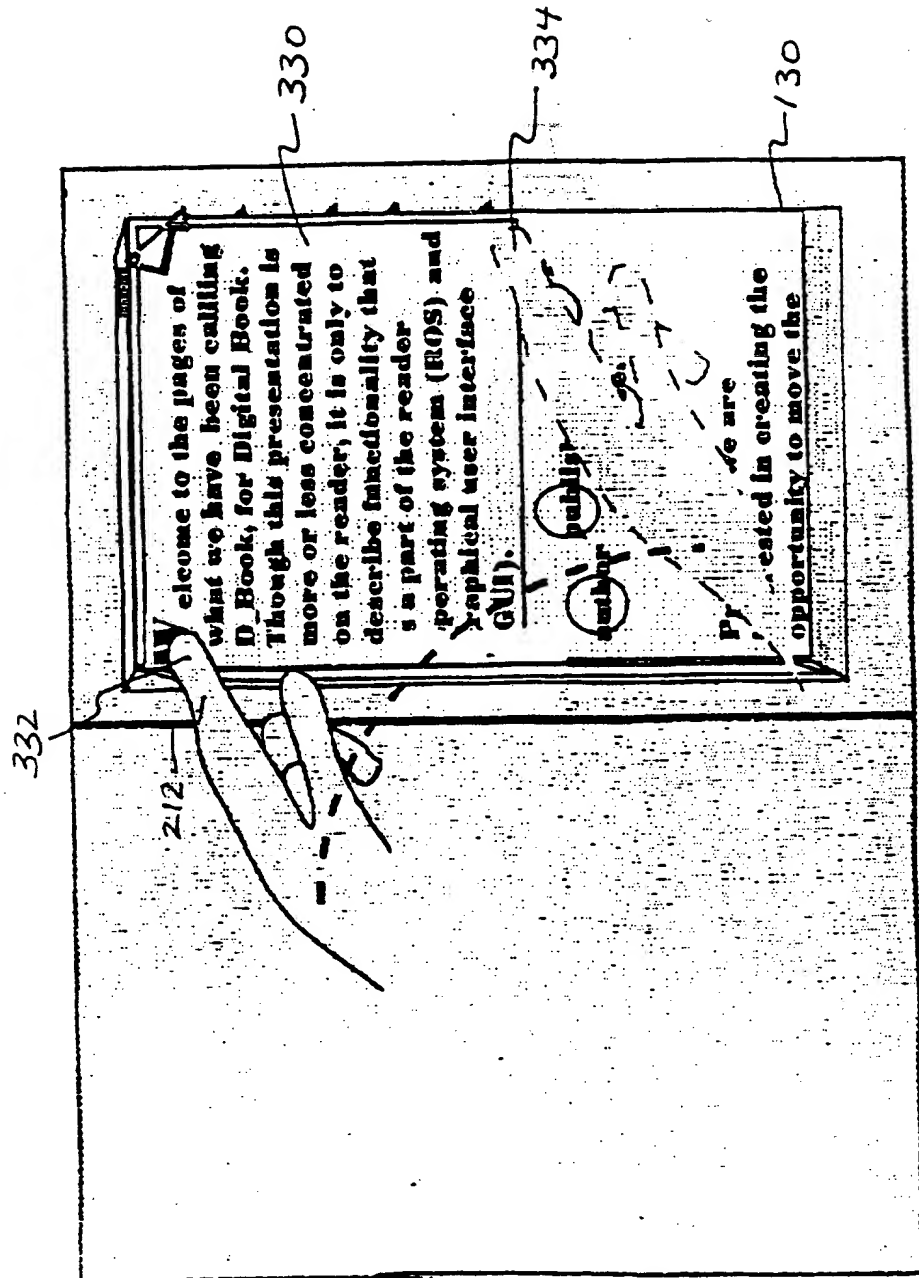 elcome to the pages of
what we have been calling
D_Book, for Digital Book.
Though this presentation is
more or less concentrated
on the reader, it is only to
describe functionality that
s a part of the reader
perating system (ROS) and
raphical user interface
GUI).
author publis
ge.
Pr e are
eated in creating the
opportunity to move the
332
212
330
334
130